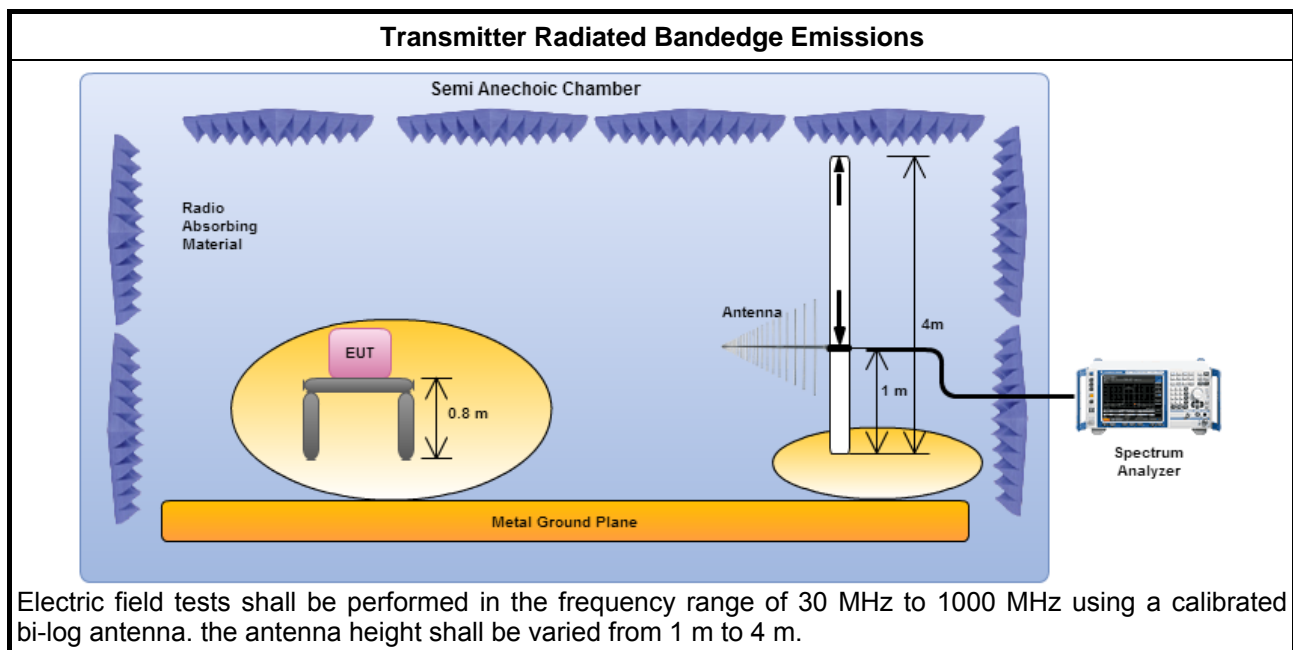 Transmitter Radiated Bandedge Emissions
Semi Anechoic Chamber
Radio
Absorbing
Material
Antenna
4m
EUT
1 m
0.8 m
Spectrum
Analyzer
Metal Ground Plane
Electric field tests shall be performed in the frequency range of 30 MHz to 1000 MHz using a calibrated
bi-log antenna. the antenna height shall be varied from 1 m to 4 m.